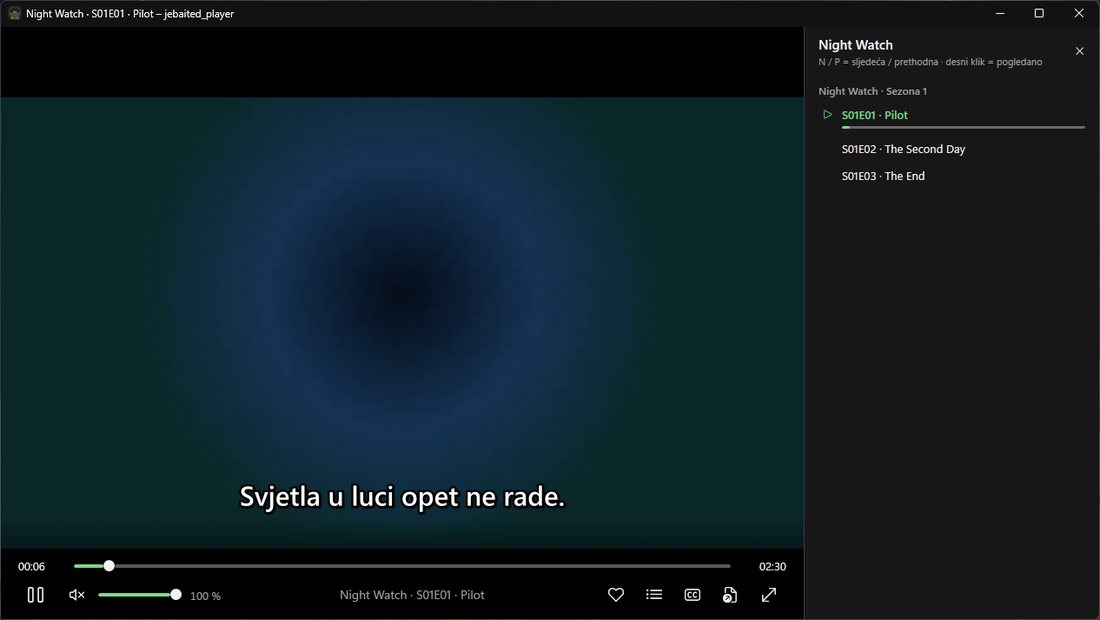 Night Watch · S01E01 · Pilot – jebaited_player
Night Watch
N / P = sljedeća / prethodna · desni klik = pogledano
Night Watch · Sezona 1
S01E01 · Pilot
S01E02 · The Second Day
S01E03 · The End
Svjetla u luci opet ne rade.
00:06
02:30
100 %
Night Watch · S01E01 · Pilot
CC